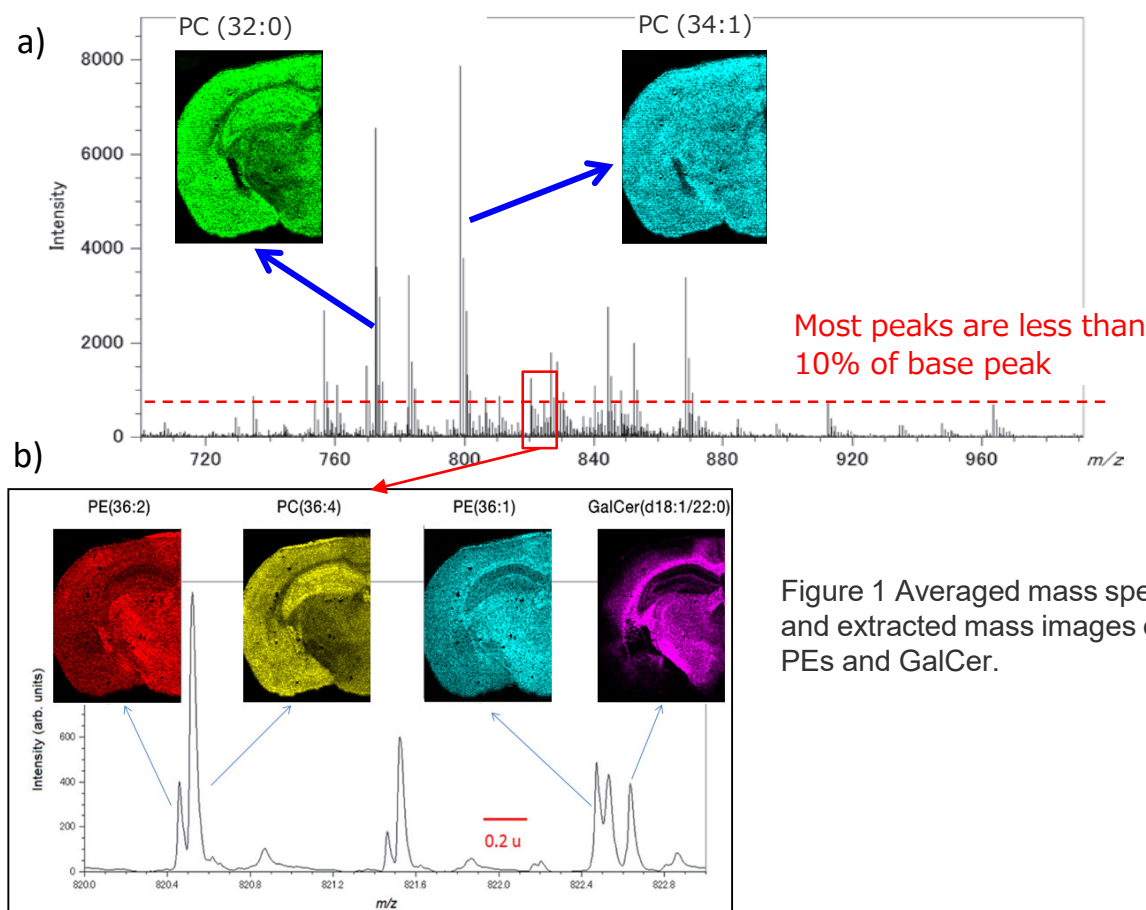 a)
PC (32:0)
PC (34:1)
8000
6000
4000
2000
0
Intensity
Most peaks are less than
10% of base peak
720
760
800
840
880
920
960
m/z
b)
PE(36:2)
PC(36:4)
PE(36:1)
GalCer(d18:1/22:0)
Intensity (arb. units)
600
400
200
0
0.2 u
820.0
820.4
820.8
821.2
821.6
822.0
822.4
822.8
m/z
Figure 1 Averaged mass spe
and extracted mass images
PEs and GalCer.